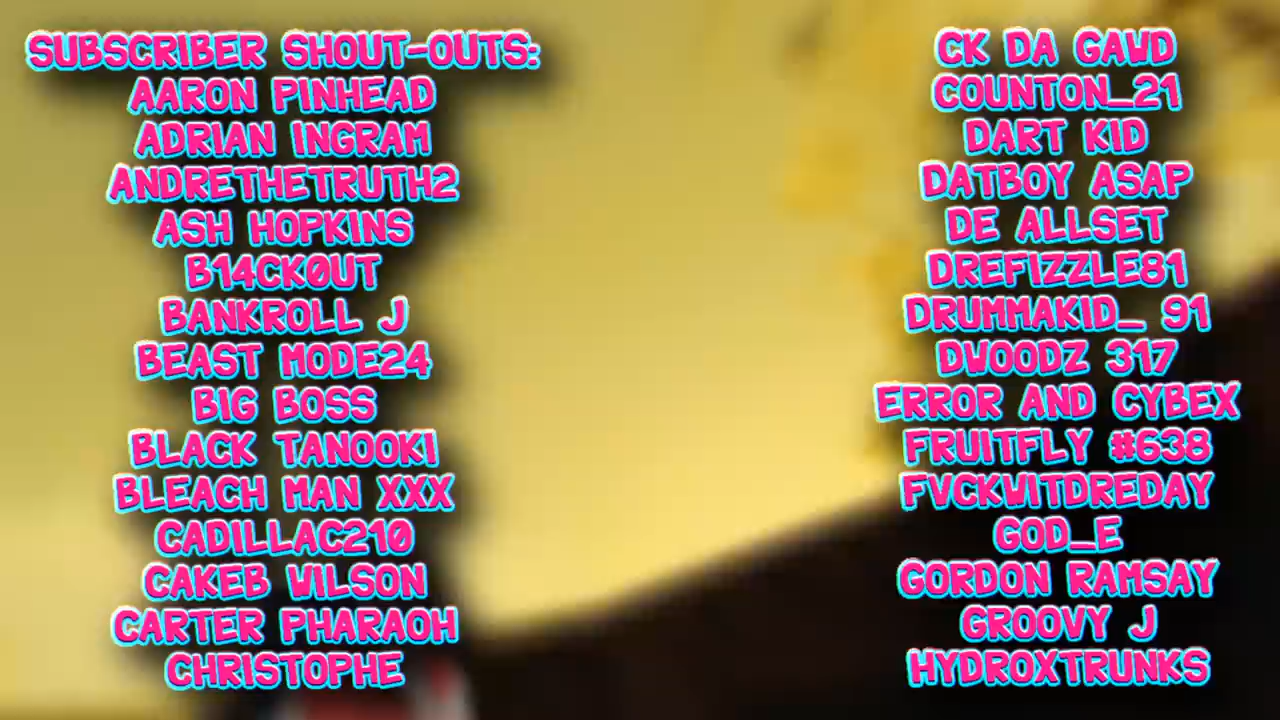 SUBSCRIBER SHOUT-OUTS:
AARON PINHEAD
ADRIAN INGRAM
ANDRETHETRUTH2
ASH HOPKINS
B14CK0UT
BANKROLL J
BEAST MODE24
BIG BOSS
BLACK TANOOKI
BLEACH MAN XXX
CADILLAC210
CAKEB WILSON
CARTER PHARAOH
CHRISTOPHE
CK DA GAWD
COUNTON_21
DART KID
DATBOY ASAP
DE ALLSET
DREFIZZLE81
DRUMMAKID_ 91
DWOODZ 317
ERROR AND CYBEX
FRUITFLY #638
FVCKWITDREDAY
GOD_E
GORDON RAMSAY
GROOVY J
HYDROXTRUNKS